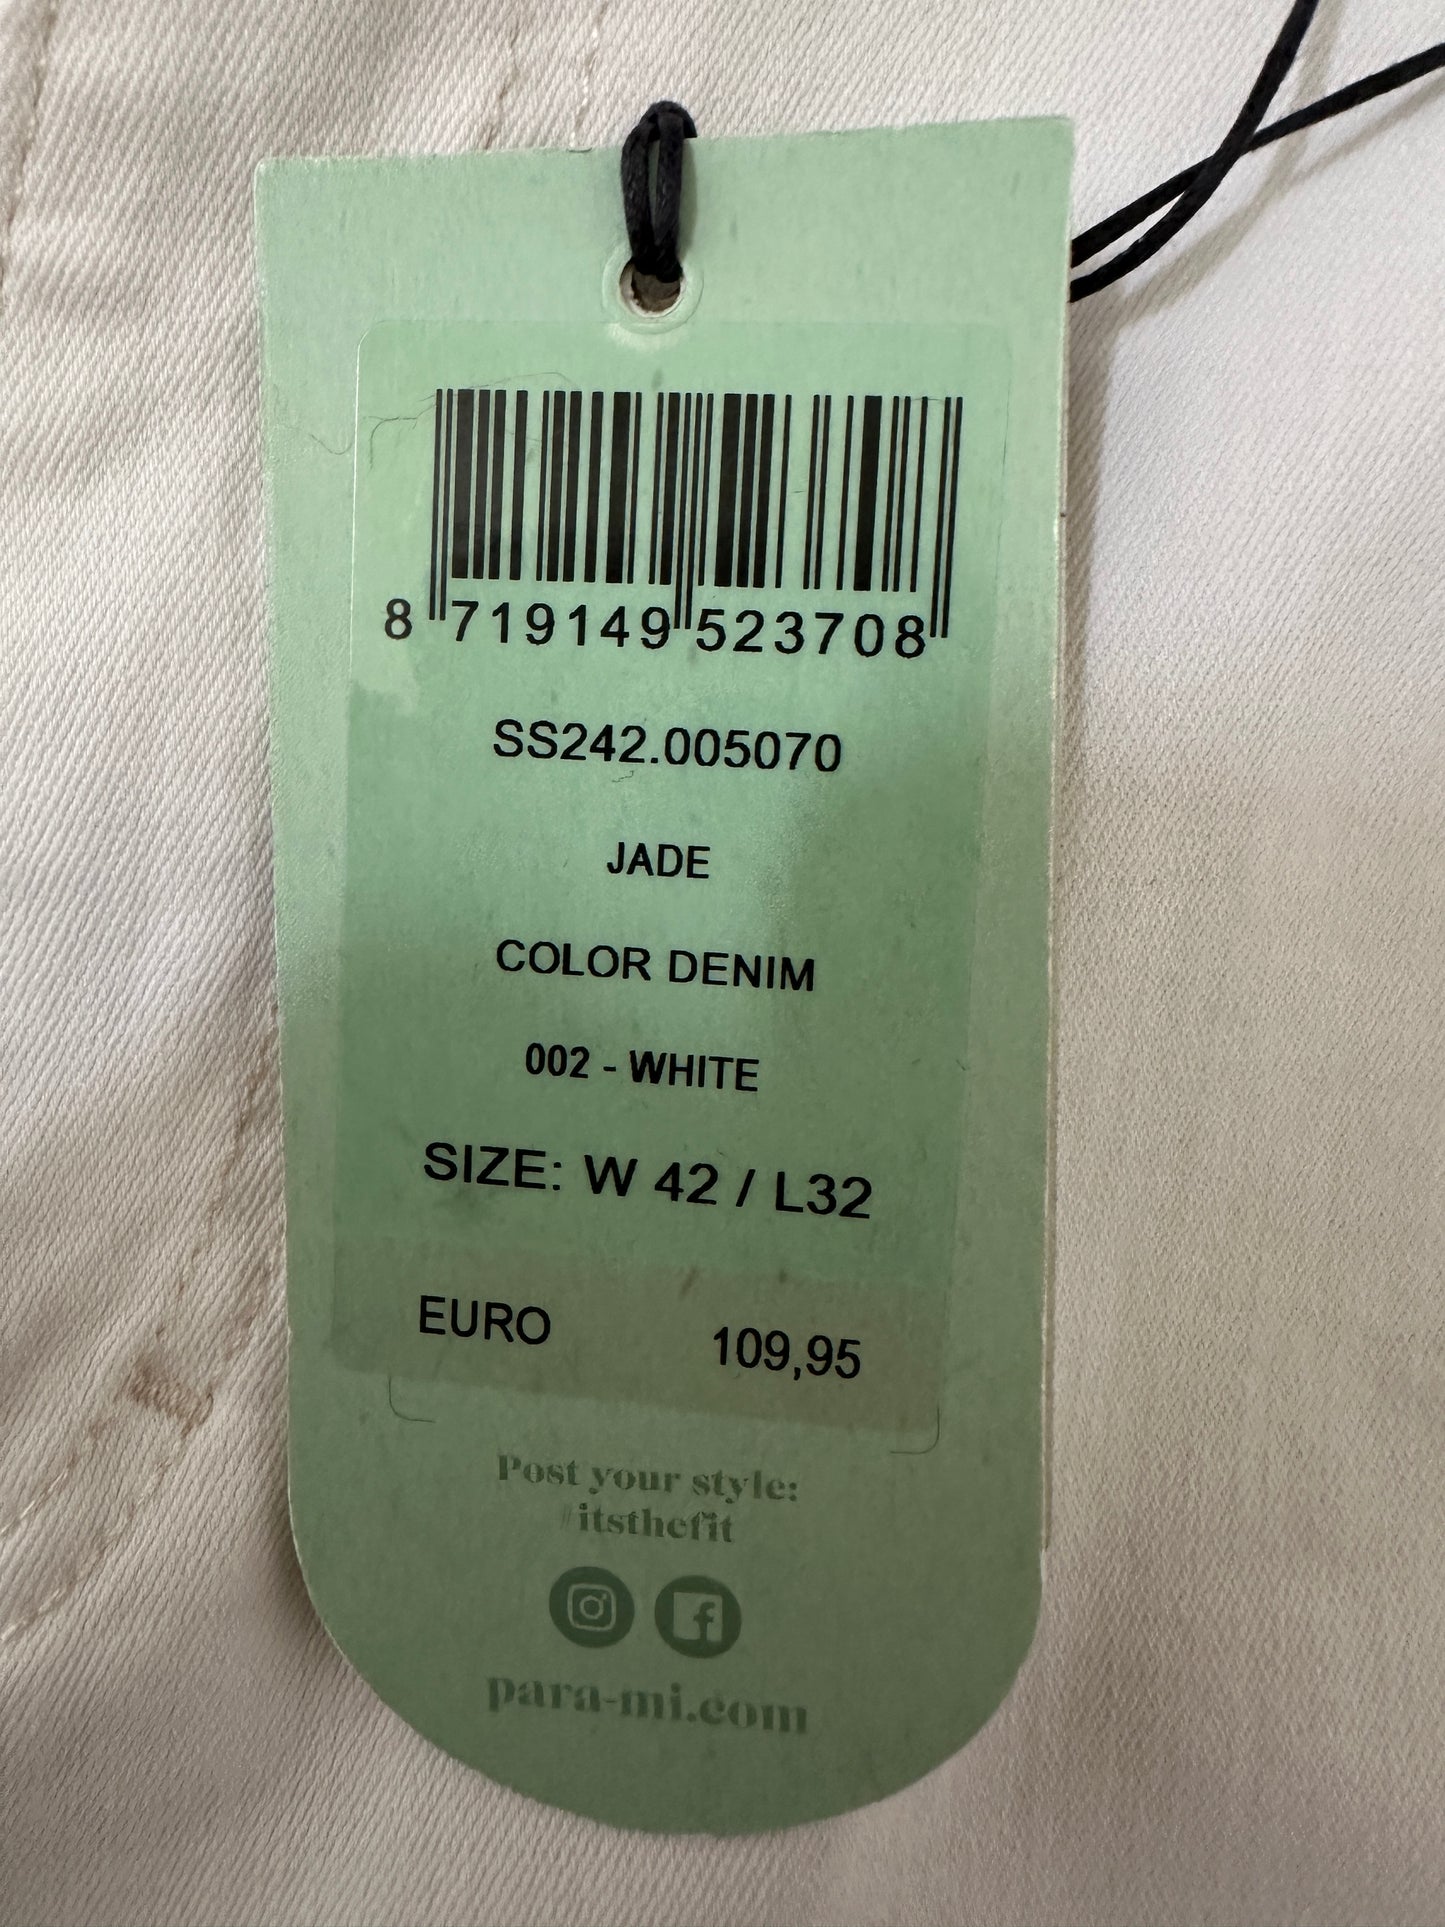 8 719149 523708
SS242.005070
JADE
COLOR DENIM
002 - WHITE
SIZE: W 42 / L32
EURO 109,95
Post your style:
#itsthefit
para-mi.com